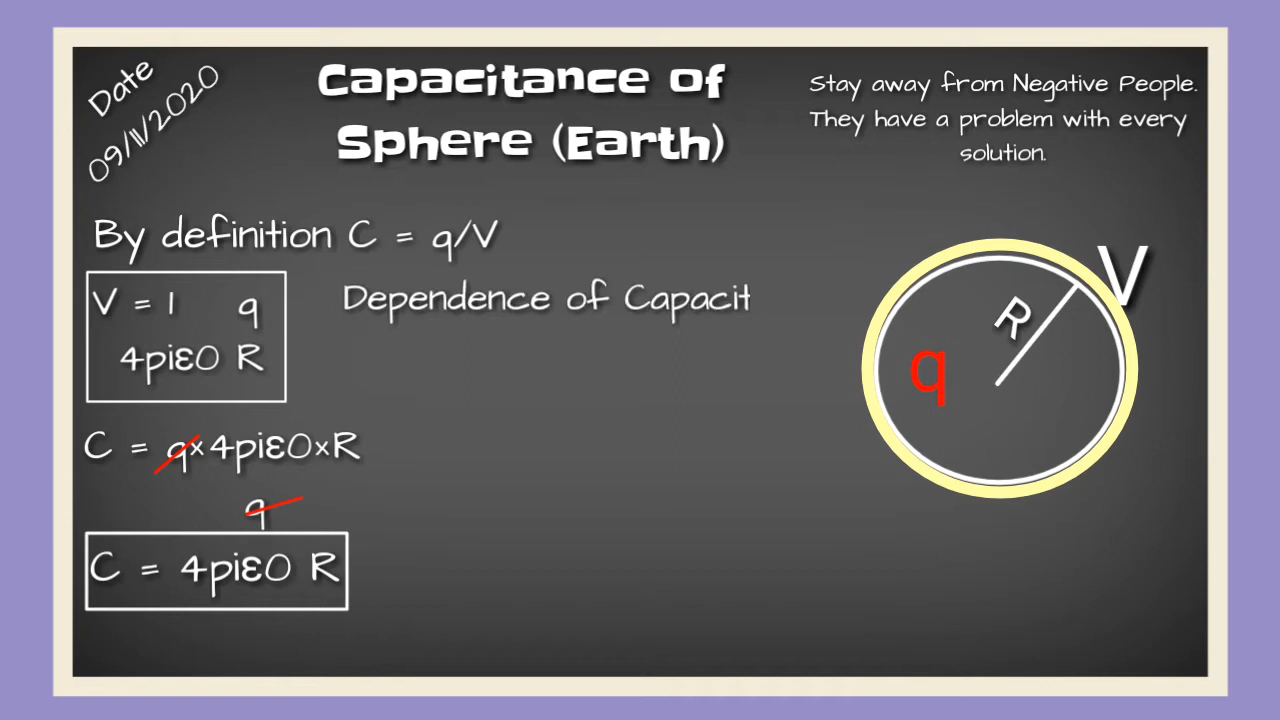 Date
09/11/2020
Capacitance of
Sphere (Earth)
Stay away from Negative People.
They have a problem with every
solution.
By definition C = q/V
V = 1 q
4piε0 R
Dependence of Capacit
C = q×4piε0×R
q
C = 4piε0 R
V
R
q